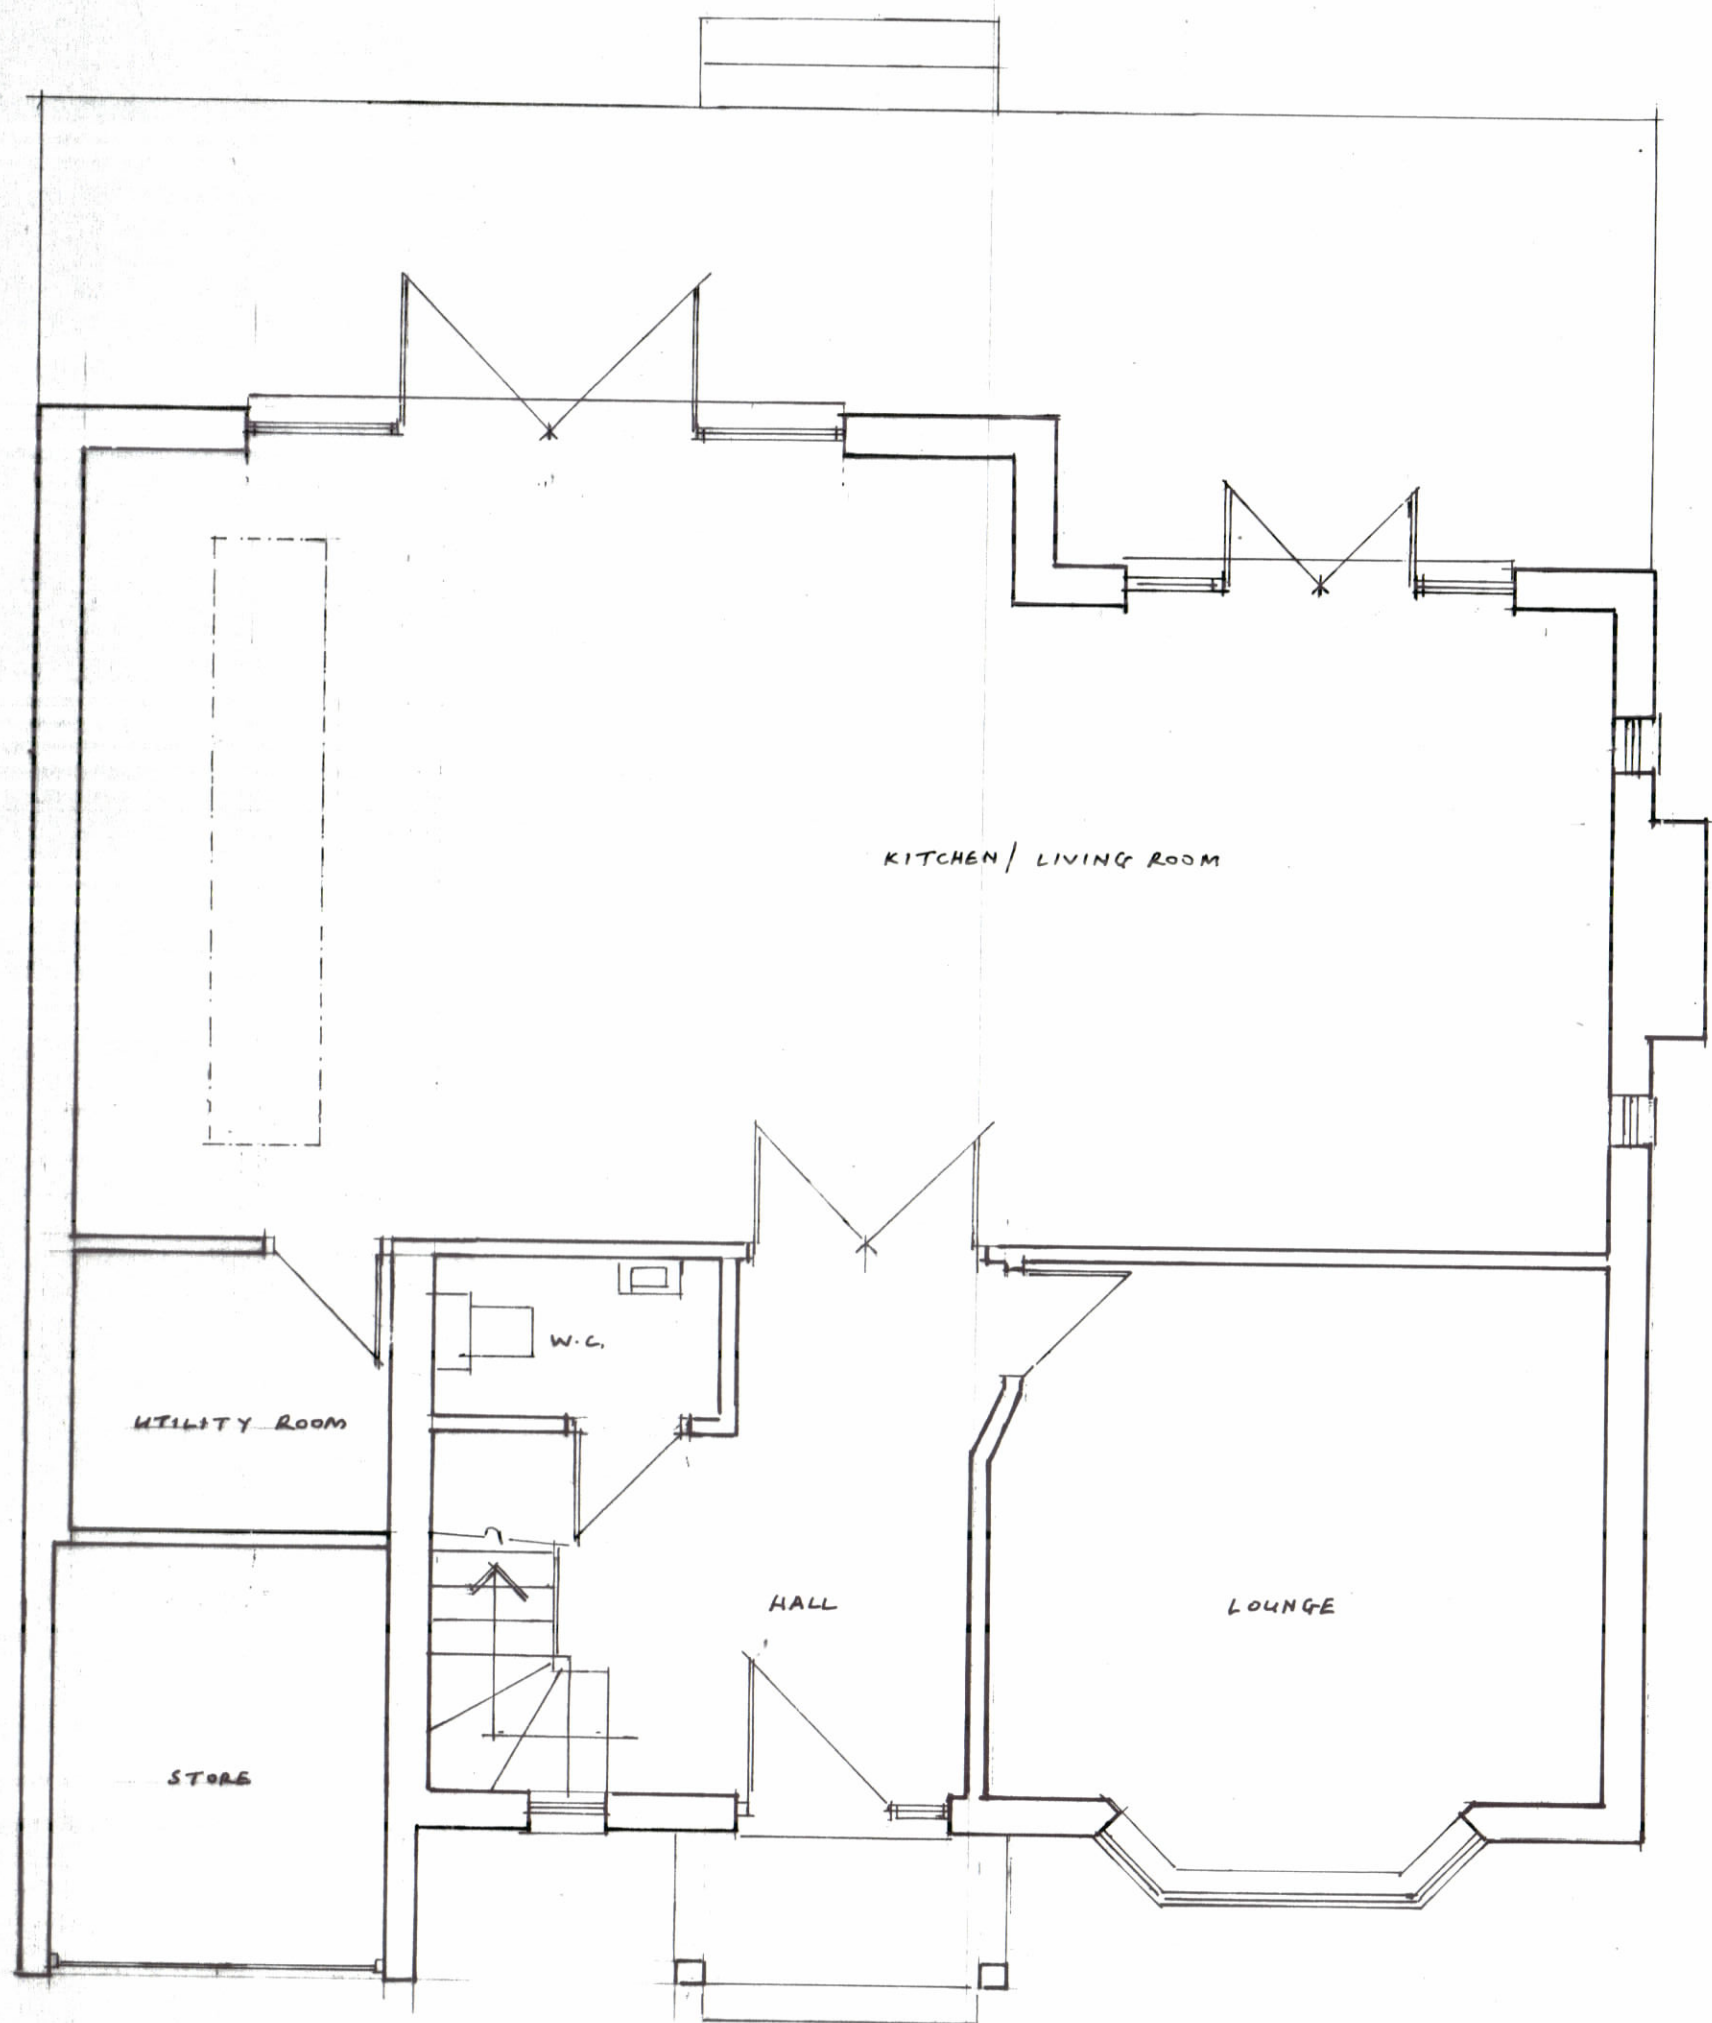 KITCHEN/ LIVING ROOM
W.C.
UTILITY ROOM
HALL
LOUNGE
STORE